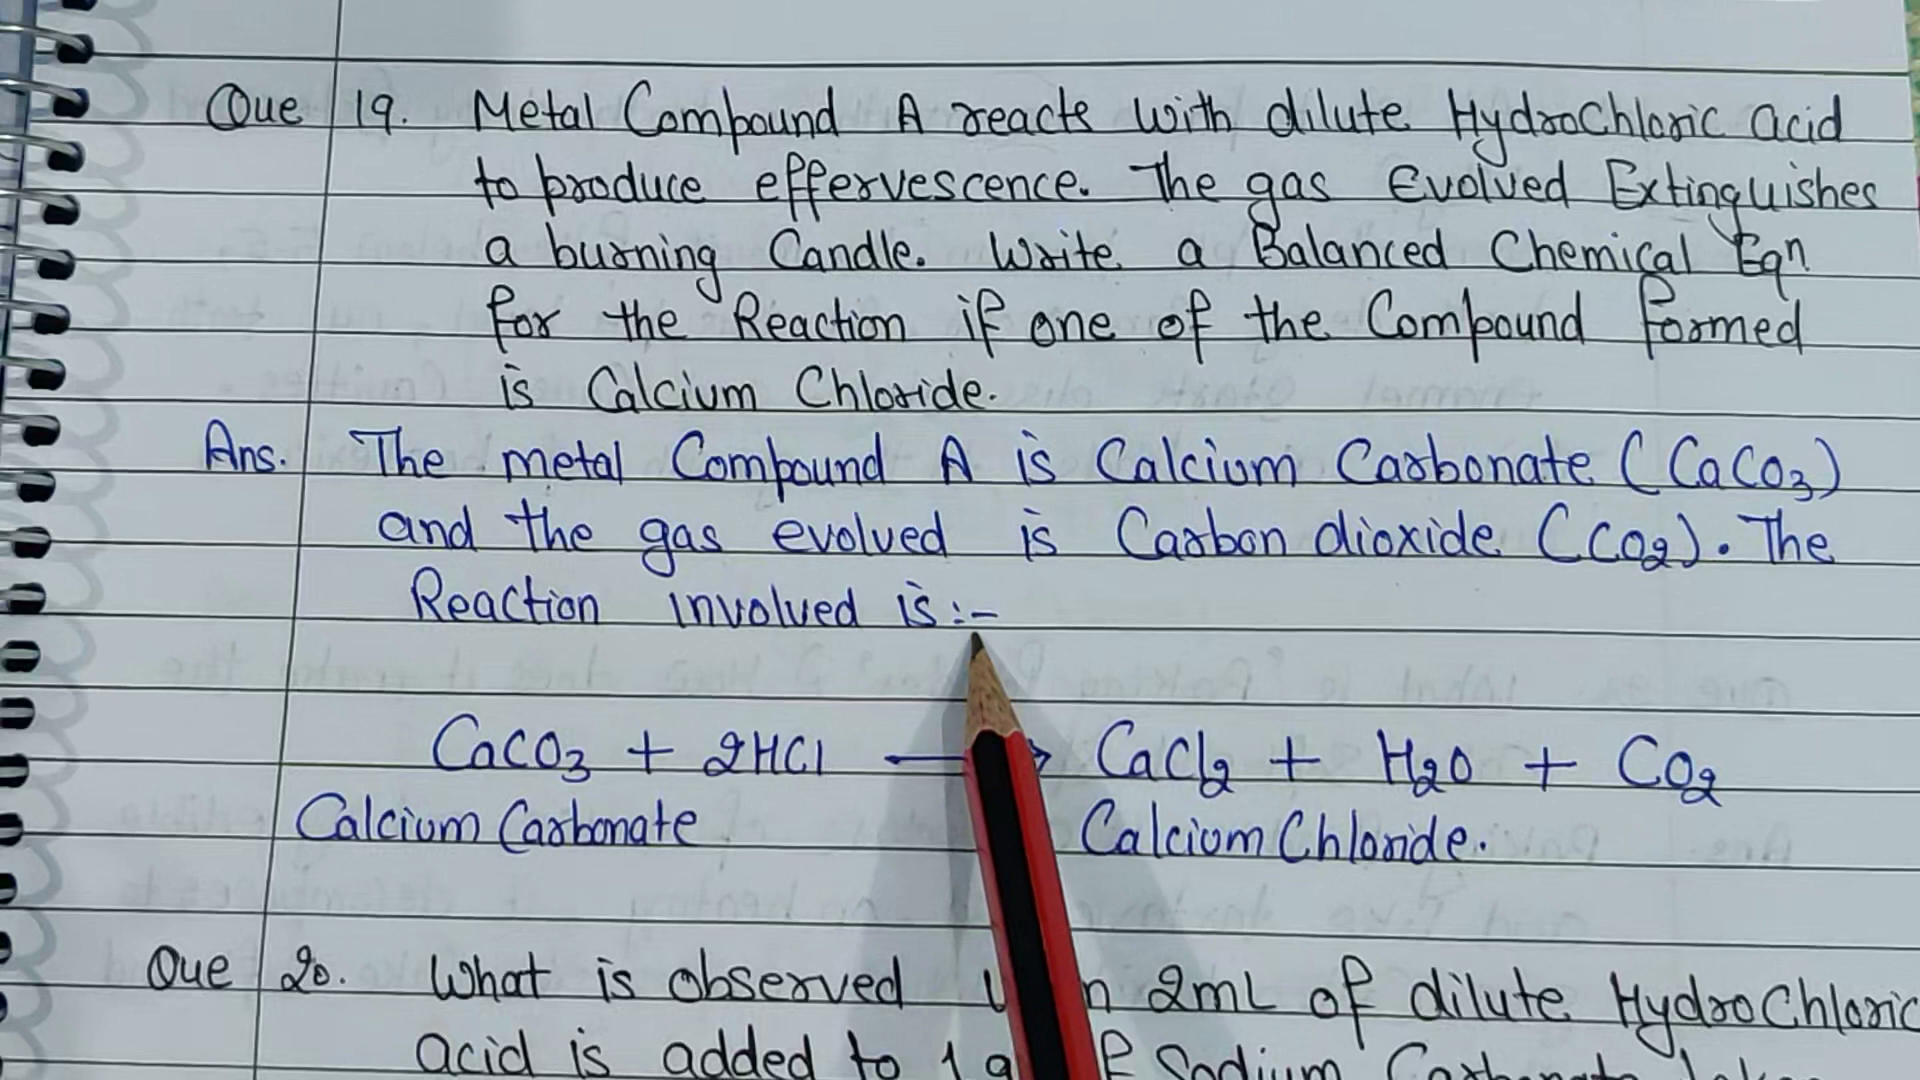 Que 19. Metal Compound A reacts with dilute HydroChloric acid
to produce effervescence. The gas Evolved Extinguishes
a burning Candle. Write a Balanced Chemical Eqn
for the Reaction if one of the Compound formed
is Calcium Chloride.
Ans. The metal Compound A is Calcium Carbonate (CaCO3)
and the gas evolved is Carbon dioxide (CO2). The
Reaction involved is:-
CaCO3 + 2HCl → CaCl2 + H2O + CO2
Calcium Carbonate Calcium Chloride.
Que 20. What is observed 2mL of dilute HydroChloric
acid is added to 1 g of Sodium Carbonate